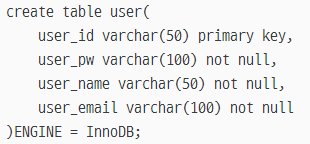 create table user(
    user_id varchar(50) primary key,
    user_pw varchar(100) not null,
    user_name varchar(50) not null,
    user_email varchar(100) not null
)ENGINE = InnoDB;